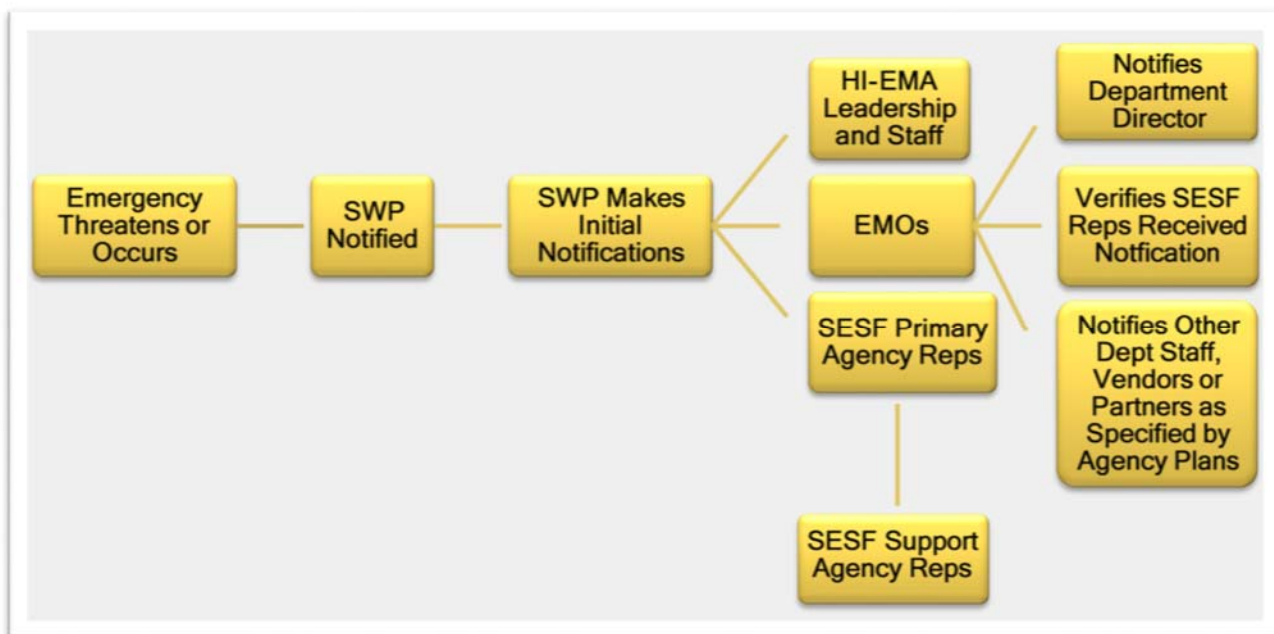 Emergency
Threatens or
Occurs
SWP
Notified
SWP Makes
Initial
Notifications
HI-EMA
Leadership
and Staff
EMOs
SESF Primary
Agency Reps
SESF Support
Agency Reps
Notifies
Department
Director
Verifies SESF
Reps Received
Notfication
Notifies Other
Dept Staff,
Vendors or
Partners as
Specified by
Agency Plans